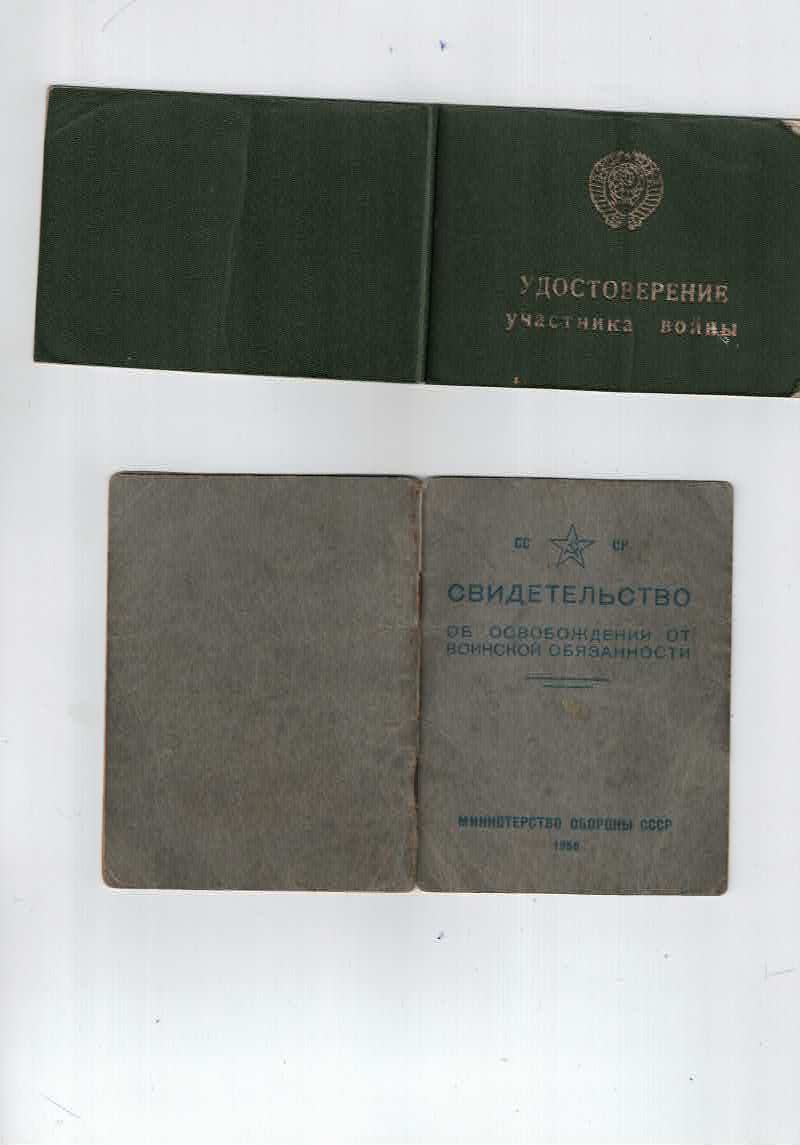 УДОСТОВЕРЕНИЕ
участника войны
СС СР
СВИДЕТЕЛЬСТВО
ОБ ОСВОБОЖДЕНИИ ОТ
ВОИНСКОЙ ОБЯЗАННОСТИ
МИНИСТЕРСТВО ОБОРОНЫ СССР